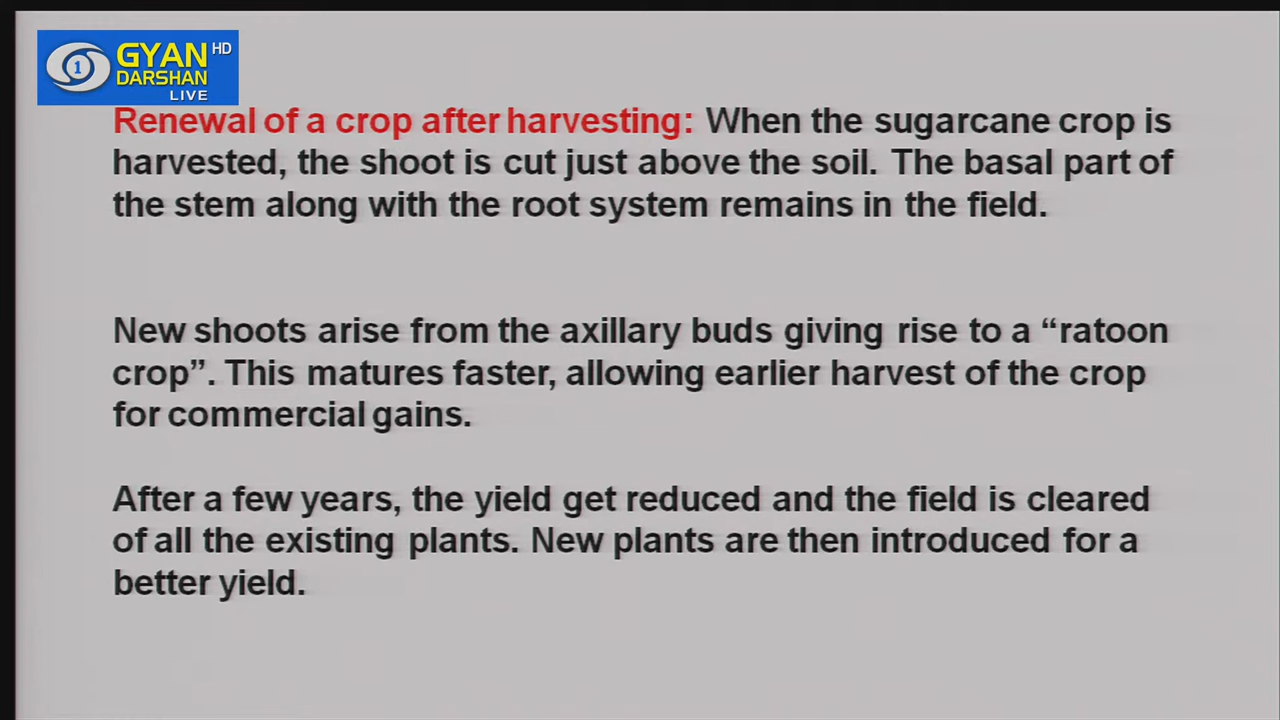 GYAN HD
DARSHAN
LIVE
1
Renewal of a crop after harvesting: When the sugarcane crop is
harvested, the shoot is cut just above the soil. The basal part of
the stem along with the root system remains in the field.
New shoots arise from the axillary buds giving rise to a “ratoon
crop”. This matures faster, allowing earlier harvest of the crop
for commercial gains.
After a few years, the yield get reduced and the field is cleared
of all the existing plants. New plants are then introduced for a
better yield.